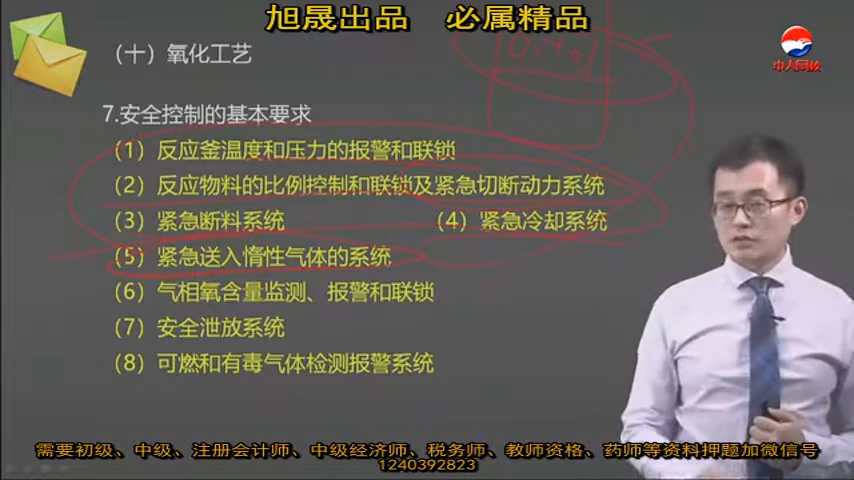 旭晟出品 必属精品
（十）氧化工艺
中大网校
7.安全控制的基本要求
（1）反应釜温度和压力的报警和联锁
（2）反应物料的比例控制和联锁及紧急切断动力系统
（3）紧急断料系统 （4）紧急冷却系统
（5）紧急送入惰性气体的系统
（6）气相氧含量监测、报警和联锁
（7）安全泄放系统
（8）可燃和有毒气体检测报警系统
需要初级、中级、注册会计师、中级经济师、税务师、教师资格、药师等资料押题加微信号
1240392823